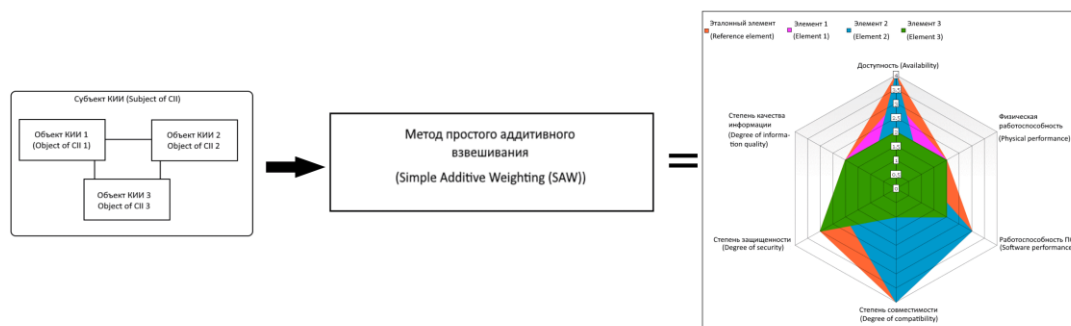 Субъект КИИ (Subject of CII)
Объект КИИ 1
(Object of CII 1)
Объект КИИ 2
Object of CII 2
Объект КИИ 3
Object of CII 3
Метод простого аддитивного
взвешивания
(Simple Additive Weighting (SAW))
=
Эталонный элемент
(Reference element)
Элемент 1
(Element 1)
Элемент 2
(Element 2)
Элемент 3
(Element 3)
Доступность (Availability)
Степень качества
информации
(Degree of informa-
tion quality)
Физическая
работоспособность
(Physical performance)
Степень защищенности
(Degree of security)
Работоспособность
(Software performance)
Степень совместимости
(Degree of compatibility)